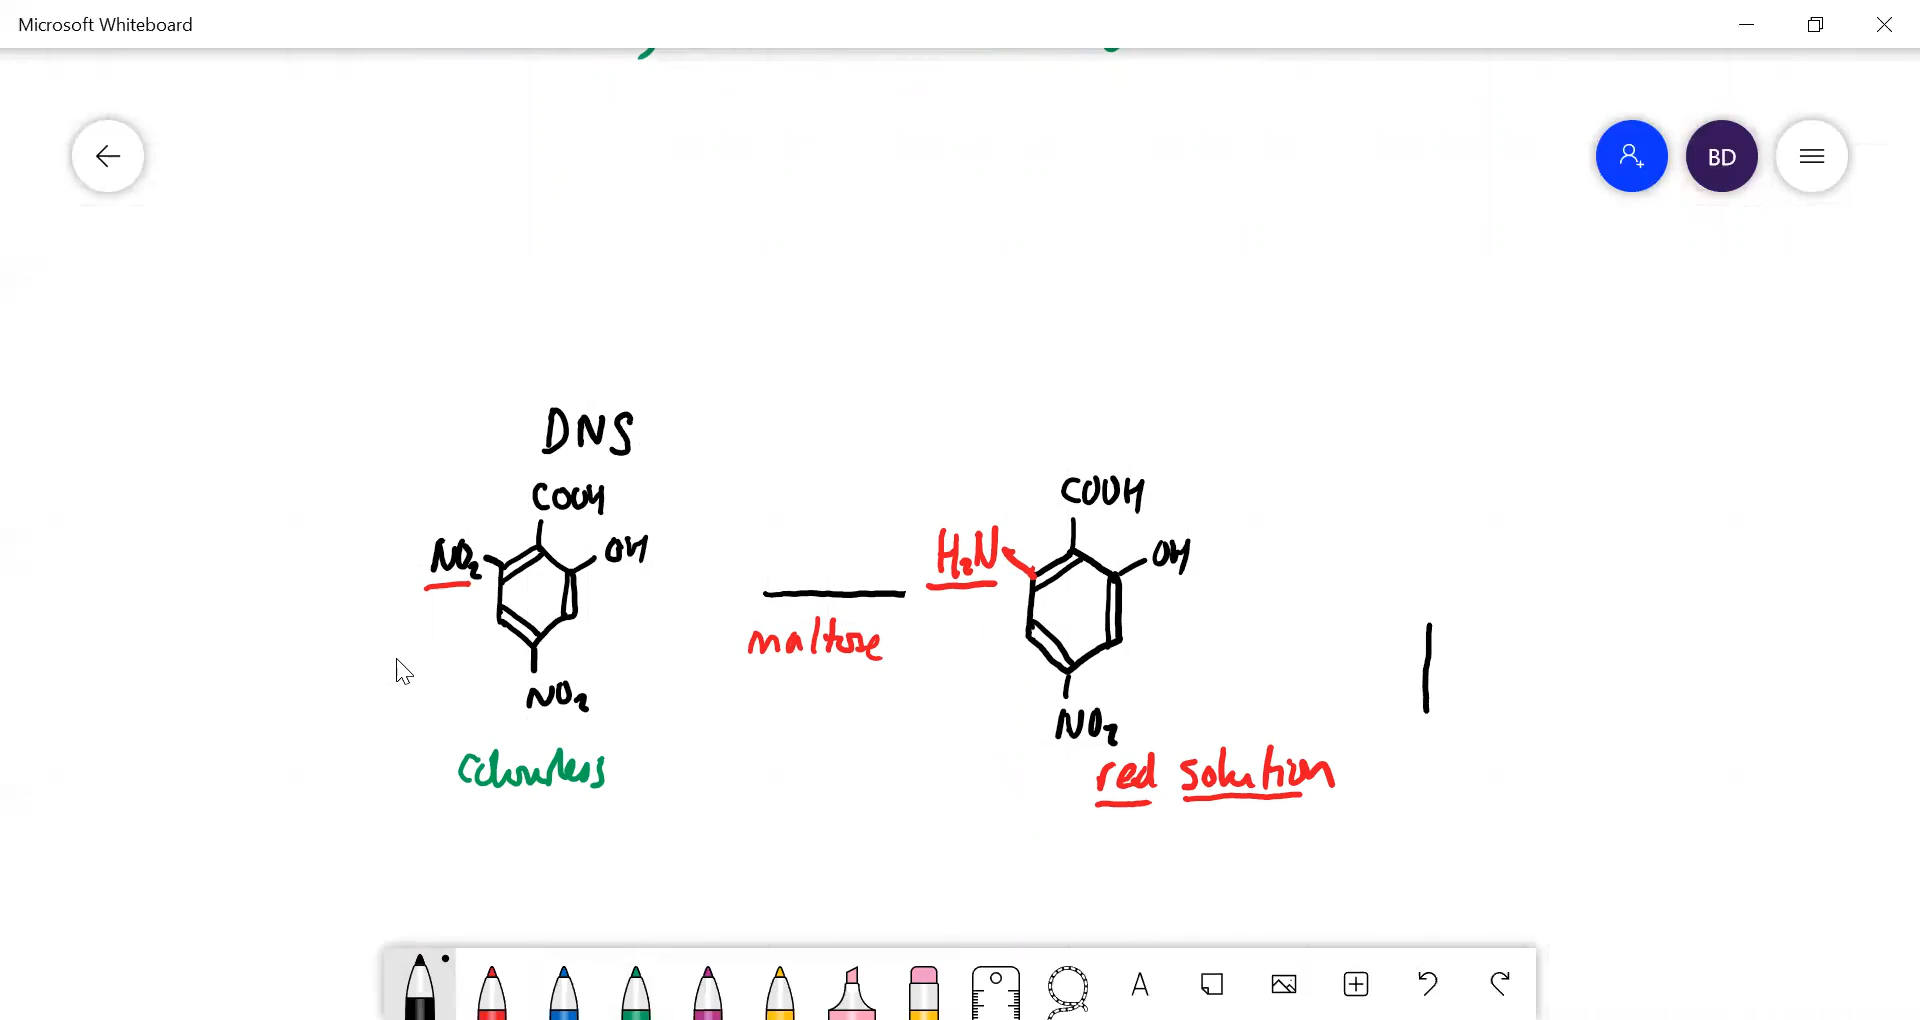 Microsoft Whiteboard
BD
DNS
COOH
NO2
OH
NO2
colourless
maltose
COOH
H2N
OH
NO2
red solution
A